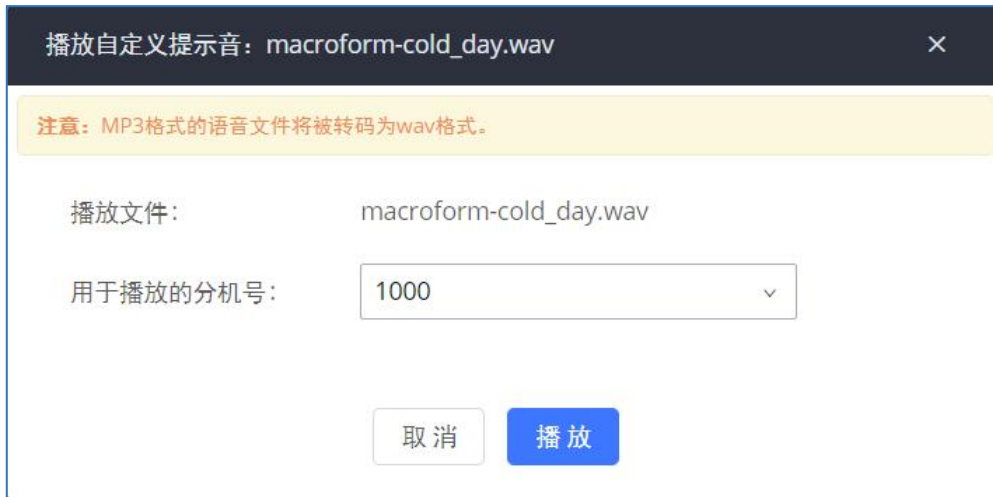 播放自定义提示音：macroform-cold_day.wav
注意：MP3格式的语音文件将被转码为wav格式。
播放文件： macroform-cold_day.wav
用于播放的分机号： 1000
取 消 播 放